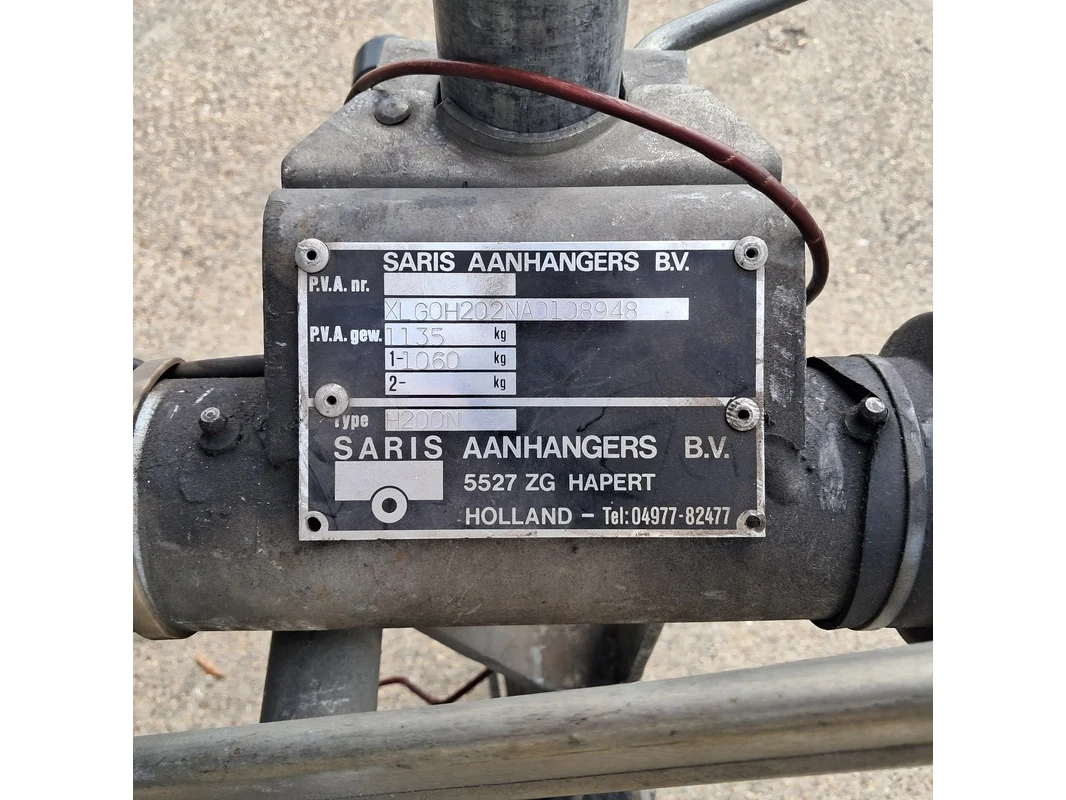 SARIS AANHANGERS B.V.
P.V.A. nr.
XLGOH202NA0108948
P.V.A. gew. 1135 kg
1-1060 kg
2- kg
Type H200N
SARIS AANHANGERS B.V.
5527 ZG HAPERT
HOLLAND - Tel: 04977-82477